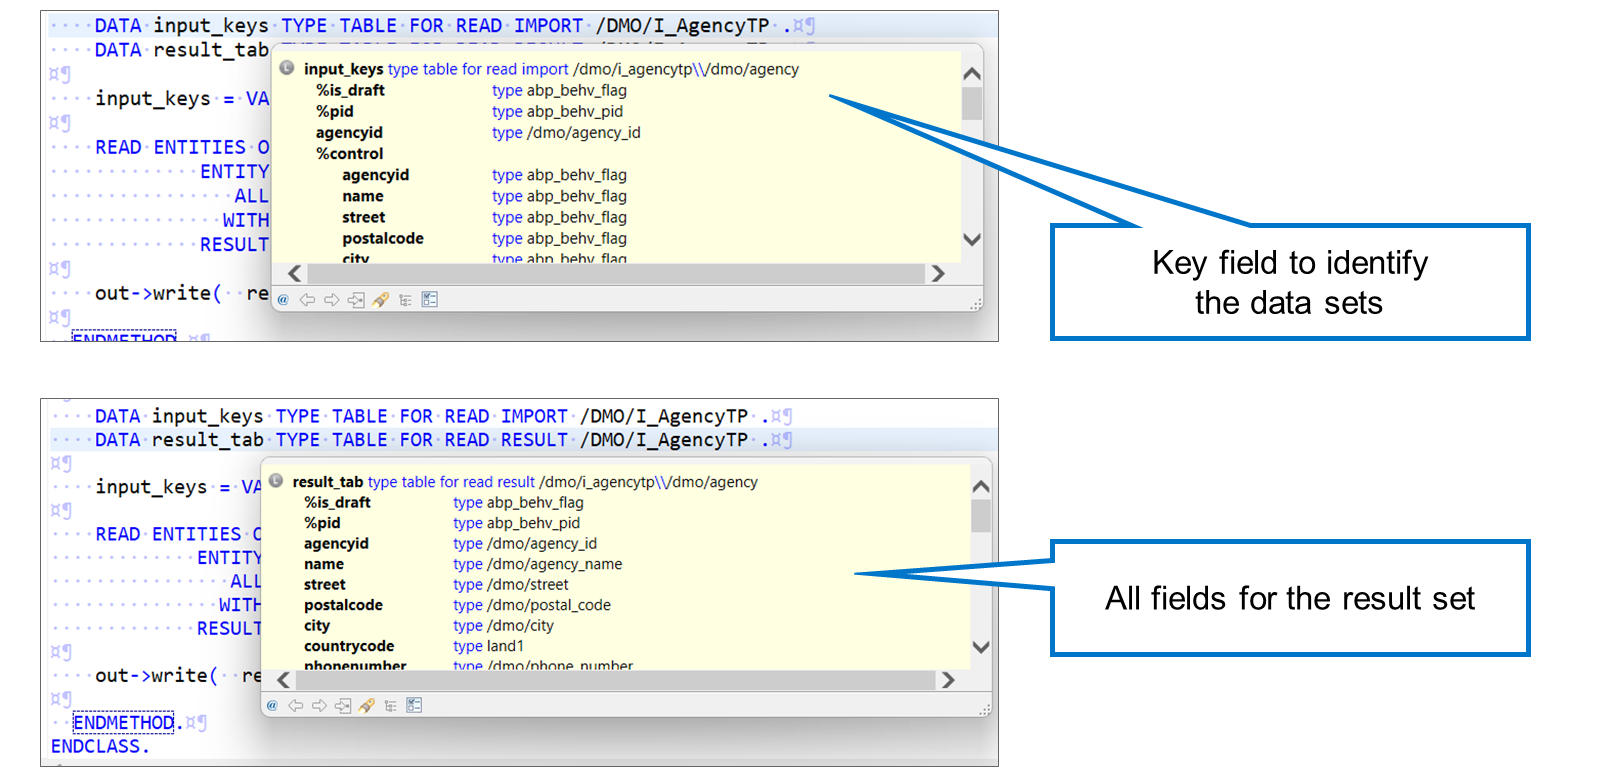 DATA input_keys TYPE TABLE FOR READ IMPORT /DMO/I_AgencyTP .
DATA result_tab TYPE TABLE FOR READ RESULT /DMO/I_AgencyTP .
input_keys type table for read import /dmo/i_agencytp\\/dmo/agency
%is_draft type abp_behv_flag
input_keys = VA
%pid type abp_behv_pid
agencyid type /dmo/agency_id
READ ENTITIES O
%control
ENTITY
agencyid type abp_behv_flag
ALL
name type abp_behv_flag
WITH
street type abp_behv_flag
RESULT
postalcode type abp_behv_flag
city type abp_behv_flag
out->write( re
ENDMETHOD
Key field to identify
the data sets
DATA input_keys TYPE TABLE FOR READ IMPORT /DMO/I_AgencyTP .
DATA result_tab TYPE TABLE FOR READ RESULT /DMO/I_AgencyTP .
result_tab type table for read result /dmo/i_agencytp\\/dmo/agency
input_keys = VA
%is_draft type abp_behv_flag
%pid type abp_behv_pid
READ ENTITIES O
agencyid type /dmo/agency_id
ENTITY
name type /dmo/agency_name
ALL
street type /dmo/street
WITH
postalcode type /dmo/postal_code
RESULT
city type /dmo/city
countrycode type land1
phonenumber type /dmo/phone_number
out->write( re
ENDMETHOD.
ENDCLASS.
All fields for the result set